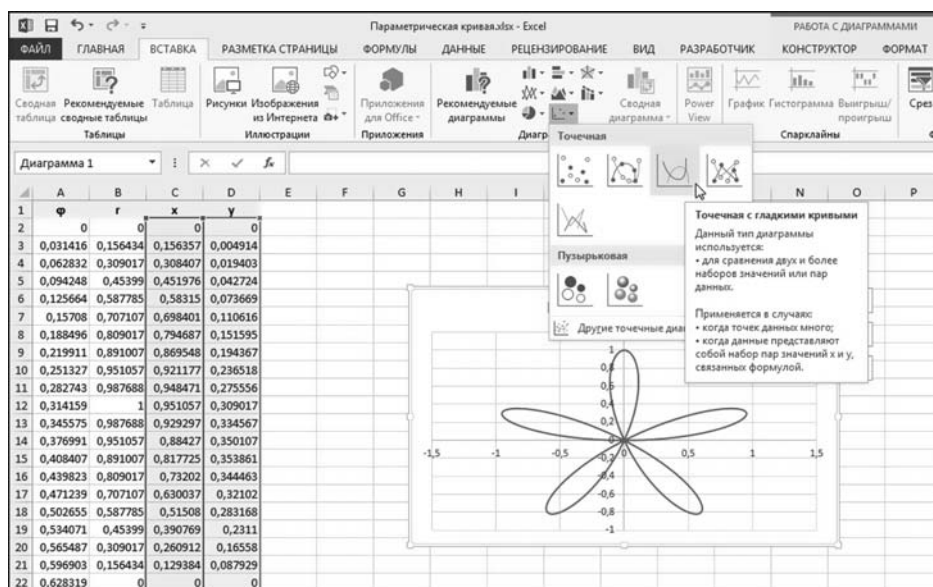 Параметрическая кривая.xlsx - Excel
РАБОТА С ДИАГРАММАМИ
ФАЙЛ ГЛАВНАЯ ВСТАВКА РАЗМЕТКА СТРАНИЦЫ ФОРМУЛЫ ДАННЫЕ РЕЦЕНЗИРОВАНИЕ ВИД РАЗРАБОТЧИК КОНСТРУКТОР ФОРМАТ
Сводная Рекомендуемые Таблица Рисунки Изображения Приложения Рекомендуемые Сводная Power График Гистограмма Выигрыш/ Срез
таблица сводные таблицы из Интернета для Office диаграммы диаграмма View проигрыш
Таблицы Иллюстрации Приложения Диагр Спарклайны
Диаграмма 1
fx
A B C D E F G H I N O P
1 φ r x y
2 0 0 0 0
3 0,031416 0,156434 0,156357 0,004914
4 0,062832 0,309017 0,308407 0,019403
5 0,094248 0,45399 0,451976 0,042724
6 0,125664 0,587785 0,58315 0,073669
7 0,15708 0,707107 0,698401 0,110616
8 0,188496 0,809017 0,794687 0,151595
9 0,219911 0,891007 0,869548 0,194367
10 0,251327 0,951057 0,921177 0,236518
11 0,282743 0,987688 0,948471 0,275556
12 0,314159 1 0,951057 0,309017
13 0,345575 0,987688 0,929297 0,334567
14 0,376991 0,951057 0,88427 0,350107
15 0,408407 0,891007 0,817725 0,353861
16 0,439823 0,809017 0,73202 0,344463
17 0,471239 0,707107 0,630037 0,32102
18 0,502655 0,587785 0,51508 0,283168
19 0,534071 0,45399 0,390769 0,2311
20 0,565487 0,309017 0,260912 0,16558
21 0,596903 0,156434 0,129384 0,087929
22 0,628319 0 0 0
Точечная
Пузырьковая
Другие точечные диа
Точечная с гладкими кривыми
Данный тип диаграммы
используется:
• для сравнения двух и более
наборов значений или пар
данных.
Применяется в случаях:
• когда точек данных много;
• когда данные представляют
собой набор пар значений x и y,
связанных формулой.
1
0,8
0,6
0,4
0,2
0
-1,5 -1 -0,5 0 0,5 1 1,5
-0,2
-0,4
-0,6
-0,8
-1